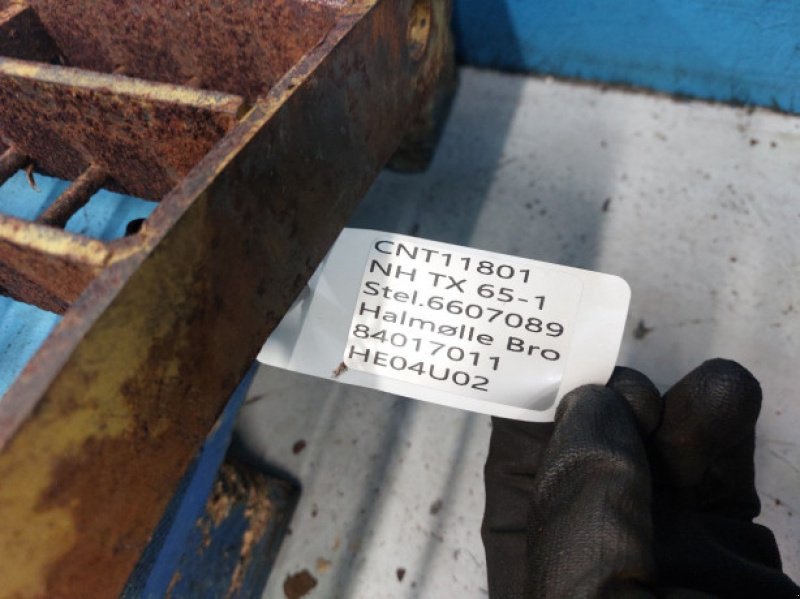 CNT11801
NH TX 65-1
Stel.6607089
Halmølle Bro
84017011
HE04U02